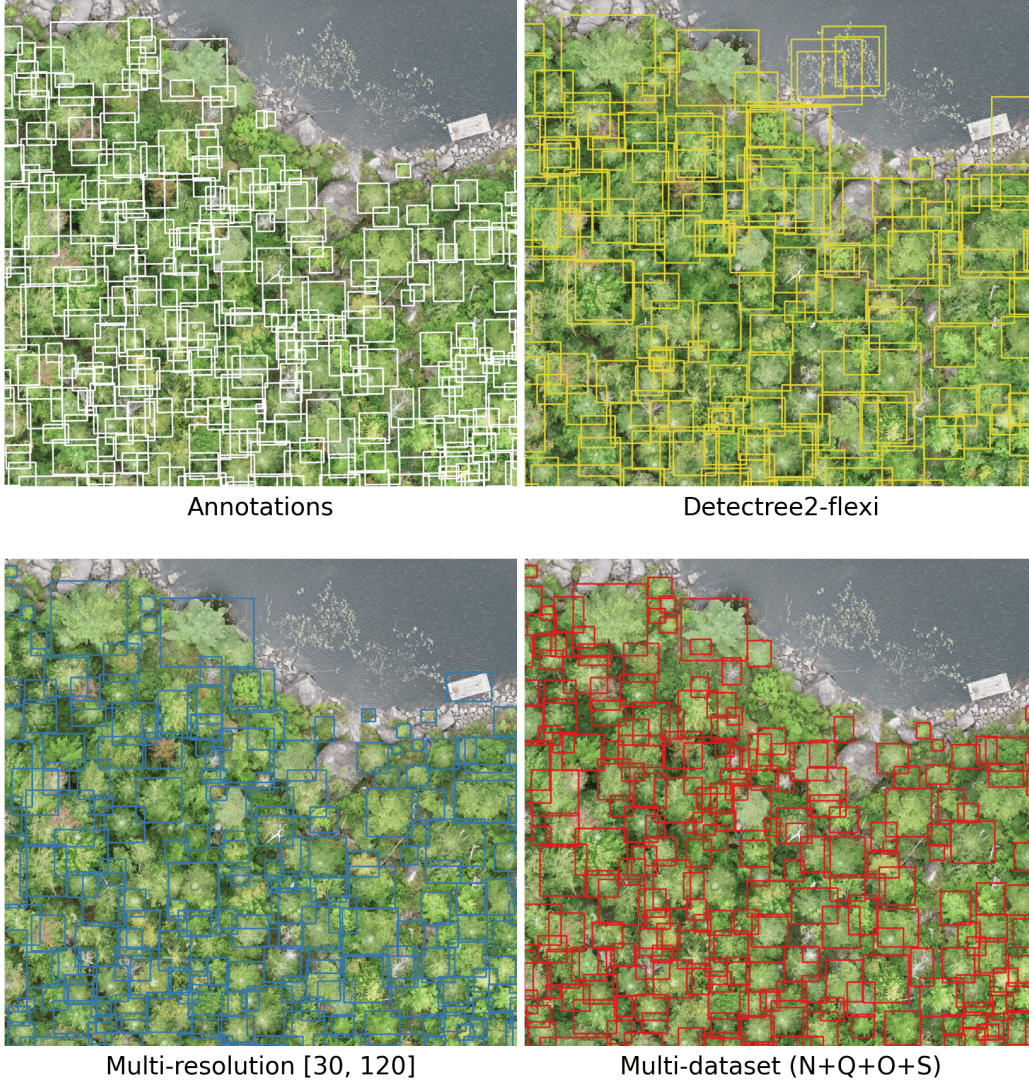 Annotations
Detectree2-flexi
Multi-resolution [30, 120]
Multi-dataset (N+Q+O+S)